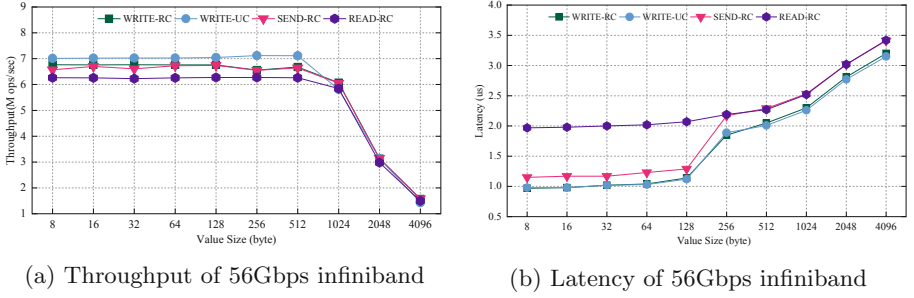 WRITE-RC WRITE-UC SEND-RC READ-RC
9
8
7
6
5
4
3
2
1
Throughput(M ops/sec)
8 16 32 64 128 256 512 1024 2048 4096
Value Size (byte)
(a) Throughput of 56Gbps infiniband
WRITE-RC WRITE-UC SEND-RC READ-RC
4.0
3.5
3.0
2.5
2.0
1.5
1.0
0.5
Latency (us)
8 16 32 64 128 256 512 1024 2048 4096
Value Size (byte)
(b) Latency of 56Gbps infiniband